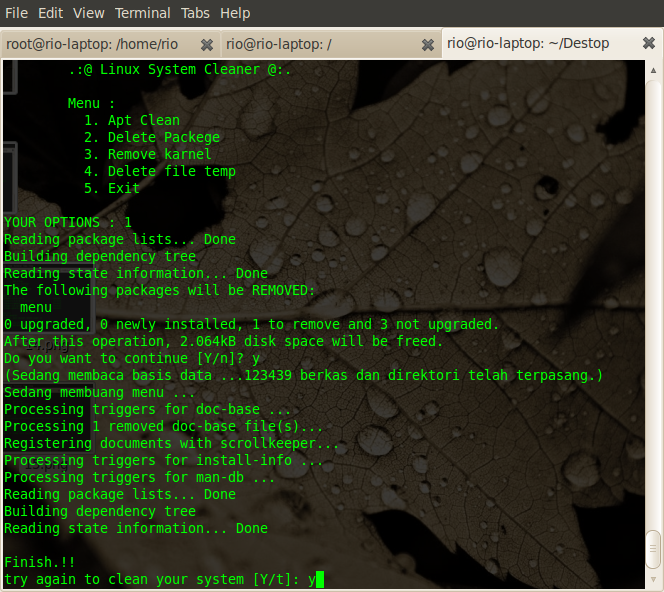 File Edit View Terminal Tabs Help
root@rio-laptop: /home/rio
rio@rio-laptop: /
rio@rio-laptop: ~/Destop
.:@ Linux System Cleaner @:.
Menu :
1. Apt Clean
2. Delete Packege
3. Remove karnel
4. Delete file temp
5. Exit
YOUR OPTIONS : 1
Reading package lists... Done
Building dependency tree
Reading state information... Done
The following packages will be REMOVED:
menu
0 upgraded, 0 newly installed, 1 to remove and 3 not upgraded.
After this operation, 2.064kB disk space will be freed.
Do you want to continue [Y/n]? y
(Sedang membaca basis data ...123439 berkas dan direktori telah terpasang.)
Sedang membuang menu ...
Processing triggers for doc-base ...
Processing 1 removed doc-base file(s)...
Registering documents with scrollkeeper...
Processing triggers for install-info ...
Processing triggers for man-db ...
Reading package lists... Done
Building dependency tree
Reading state information... Done
Finish.!!
try again to clean your system [Y/t]: y